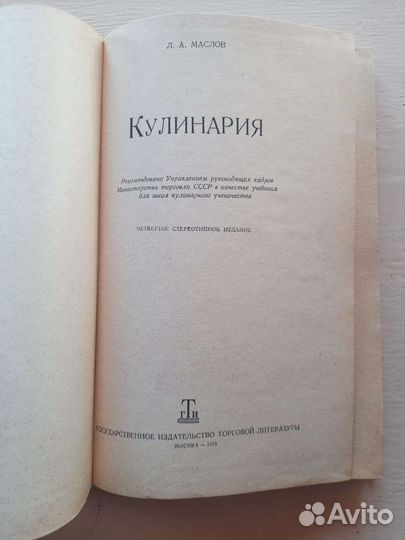 Л. А. МАСЛОВ
КУЛИНАРИЯ
Рекомендовано Управлением руководящих кадров
Министерства торговли СССР в качестве учебника
для школ кулинарного ученичества
ЧЕТВЕРТОЕ СТЕРЕОТИПНОЕ ИЗДАНИЕ
ГТИ
ГОСУДАРСТВЕННОЕ ИЗДАТЕЛЬСТВО ТОРГОВОЙ ЛИТЕРАТУРЫ
МОСКВА —
Avito